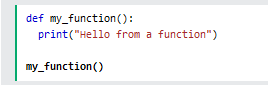 def my_function():
  print("Hello from a function")

my_function()